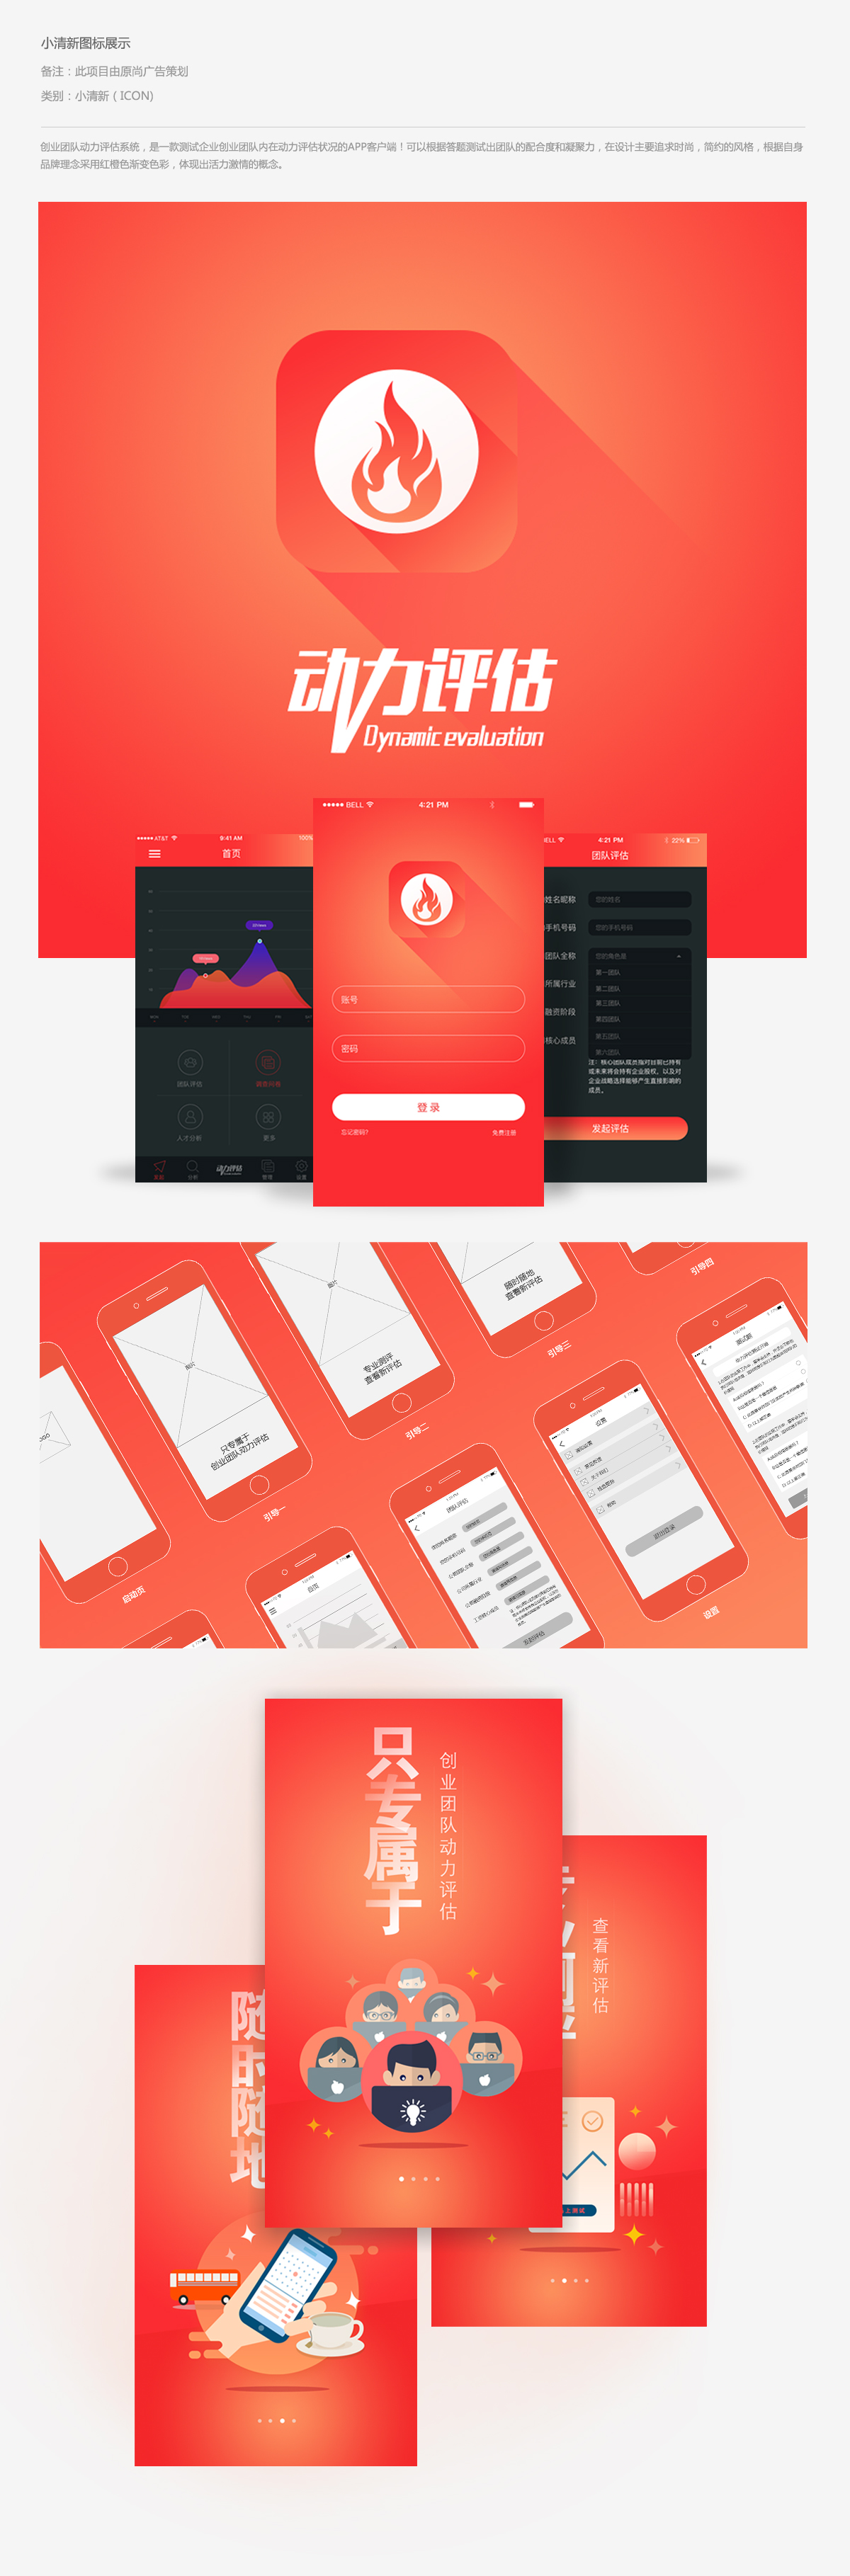 小清新图标展示
备注：此项目由原尚广告策划
类别：小清新 ( ICON)
创业团队动力评估系统，是一款测试企业创业团队内在动力评估状况的APP客户端！可以根据答题测试出团队的配合度和凝聚力，在设计主要追求时尚，简约的风格，根据自身
品牌理念采用红橙色渐变色彩，体现出活力激情的概念。
动力评估
Dynamic evaluation
AT&T
9:41 AM
100%
首页
团队评估
人才分析
更多
分析
动力评估
管理
设置
BELL
4:21 PM
账号
密码
登 录
忘记密码?
免费注册
ELL
4:21 PM
22%
团队评估
姓名昵称
您的姓名
手机号码
您的手机号码
团队全称
您的角色是
第一团队
所属行业
第二团队
第三团队
融资阶段
第四团队
第五团队
核心成员
第六团队
注：核心团队成员指对目前已持有
或未来将会持有企业股权、以及对
企业战略选择能够产生直接影响的
成员。
发起评估
图片
专业测评
查看新评估
随时随地
查看新评估
引导四
引导三
图片
只专属于
创业团队动力评估
引导二
引导一
启动页
首页
团队评估
发起评估
设置
退出登录
设置
测试题
只专属于
创业团队动力评估
查看新评估
随时随地